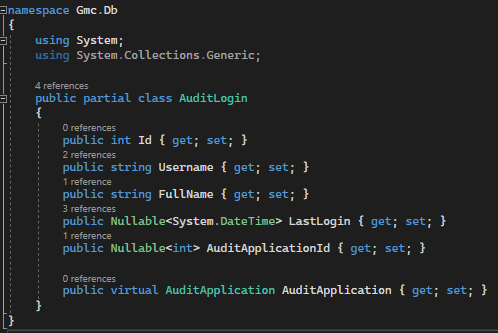 namespace Gmc.Db
{
using System;
using System.Collections.Generic;
4 references
public partial class AuditLogin
{
0 references
public int Id { get; set; }
2 references
public string Username { get; set; }
1 reference
public string FullName { get; set; }
3 references
public Nullable<System.DateTime> LastLogin { get; set; }
1 reference
public Nullable<int> AuditApplicationId { get; set; }
0 references
public virtual AuditApplication AuditApplication { get; set; }
}
}